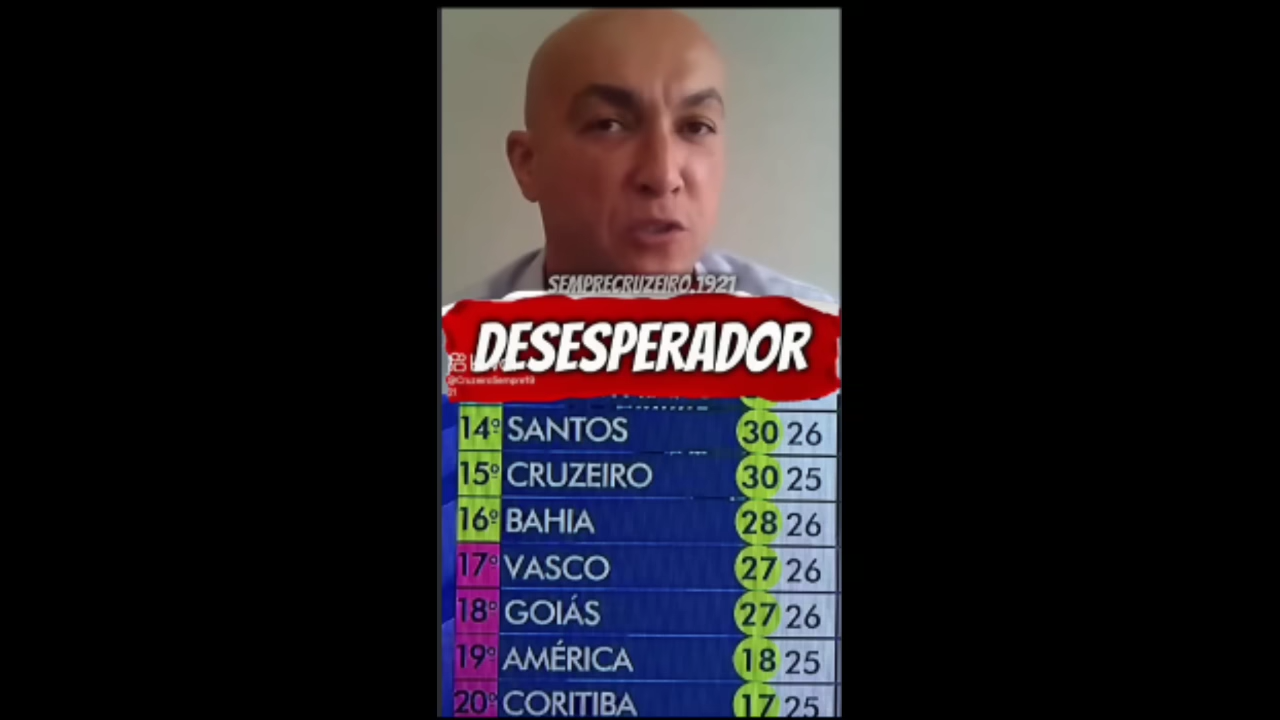 SEMPRECRUZEIRO.1921
DESESPERADOR
14º SANTOS 30 26
15º CRUZEIRO 30 25
16º BAHIA 28 26
17º VASCO 27 26
18º GOIÁS 27 26
19º AMÉRICA 18 25
20º CORITIBA 17 25